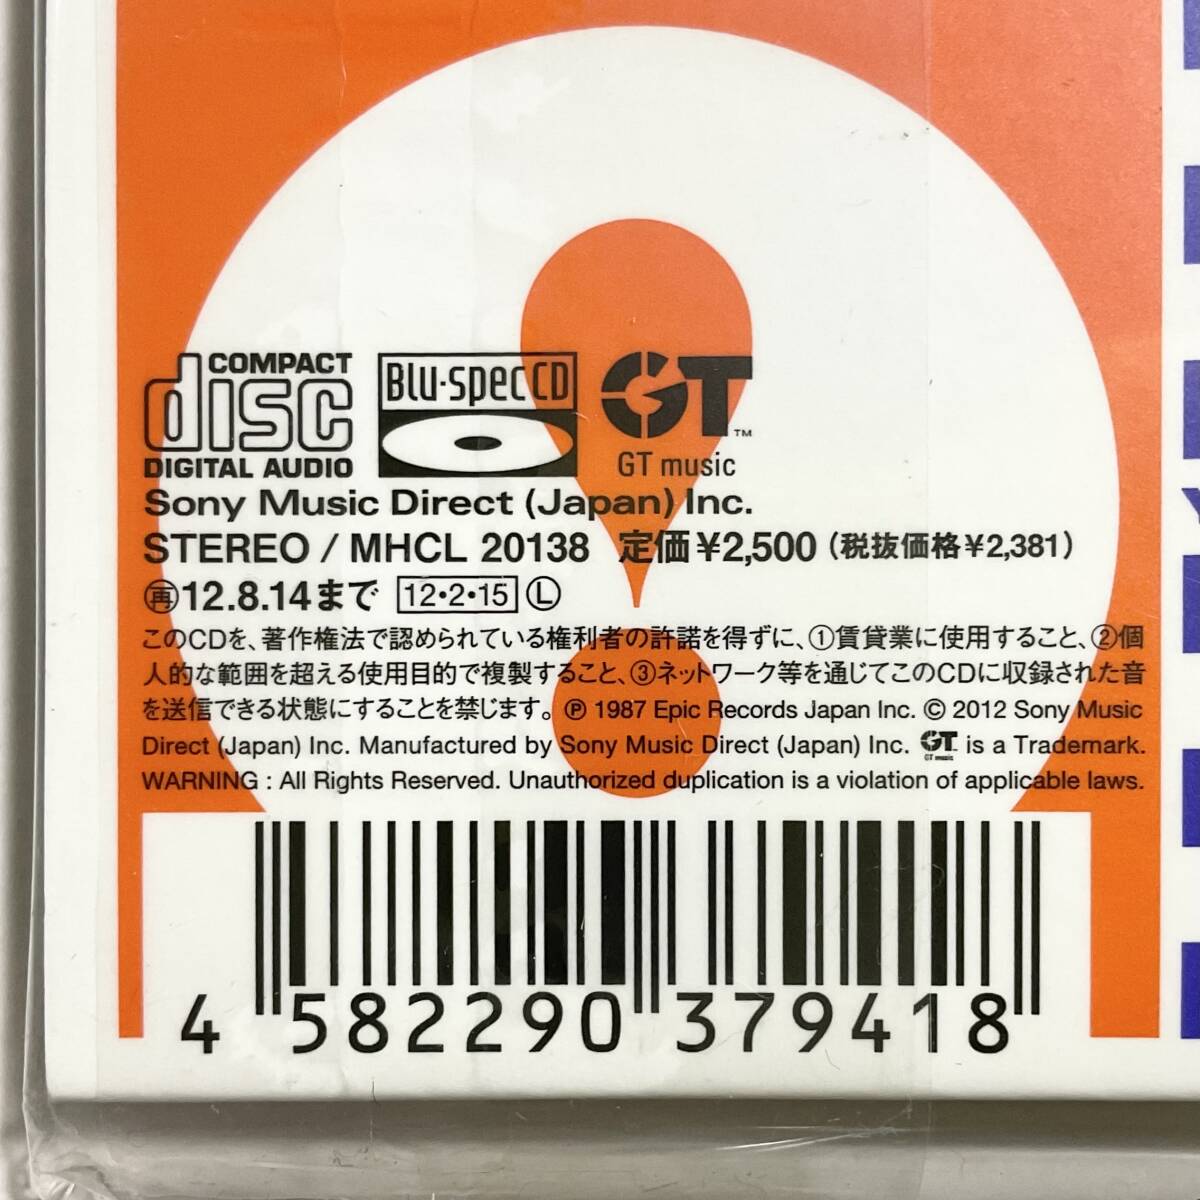 COMPACT
disc
DIGITAL AUDIO
Blu-spec CD
GT™
GT music
Sony Music Direct (Japan) Inc.
STEREO / MHCL 20138 定価¥2,500 (税抜価格¥2,381)
㊢12.8.14まで 12・2・15 Ⓛ
このCDを、著作権法で認められている権利者の許諾を得ずに、①賃貸業に使用すること、②個
人的な範囲を超える使用目的で複製すること、③ネットワーク等を通じてこのCDに収録された音
を送信できる状態にすることを禁じます。 ℗ 1987 Epic Records Japan Inc. © 2012 Sony Music
Direct (Japan) Inc. Manufactured by Sony Music Direct (Japan) Inc. GT GT music is a Trademark.
WARNING : All Rights Reserved. Unauthorized duplication is a violation of applicable laws.
4 582290 379418